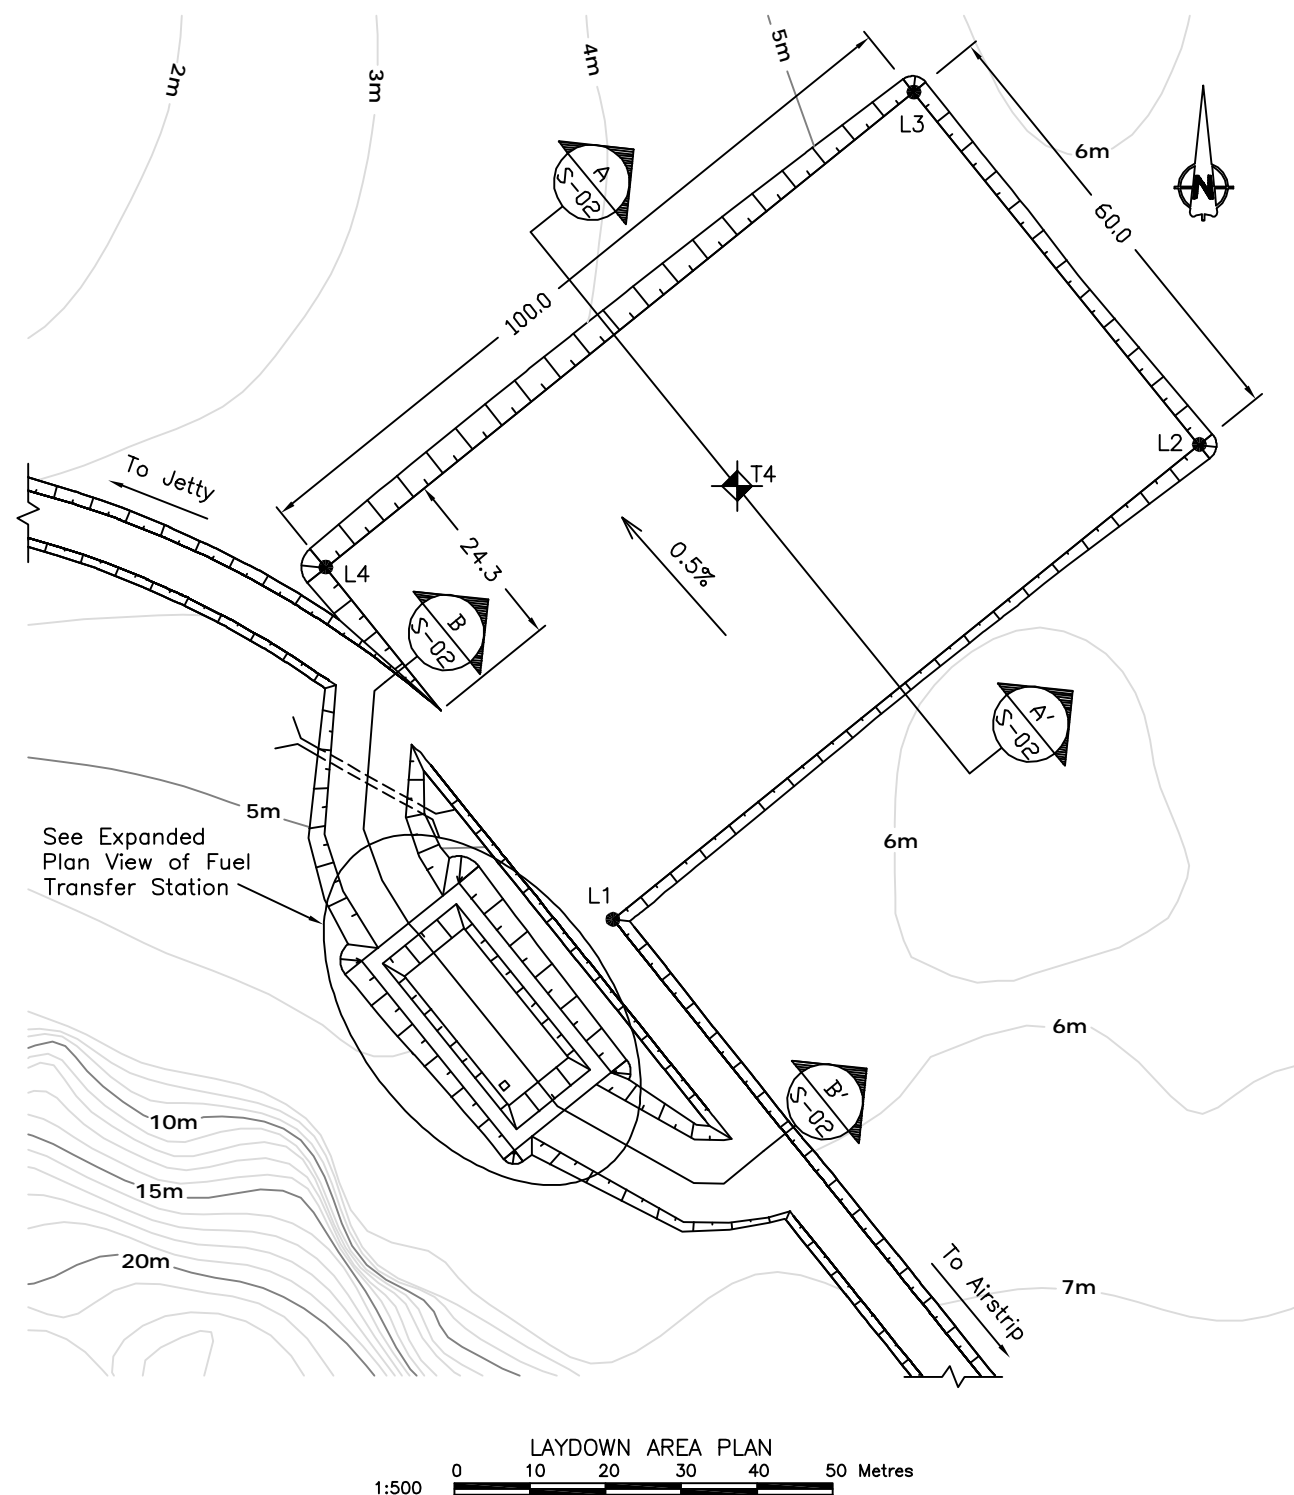 2m
3m
4m
5m
6m
N
L3
A
S-02
60.0
100.0
L2
To Jetty
T4
24.3
0.5%
L4
B
S-02
A'
S-02
5m
See Expanded
Plan View of Fuel
Transfer Station
6m
L1
6m
B'
S-02
10m
15m
20m
To Airstrip
7m
LAYDOWN AREA PLAN
1:500
0 10 20 30 40 50 Metres